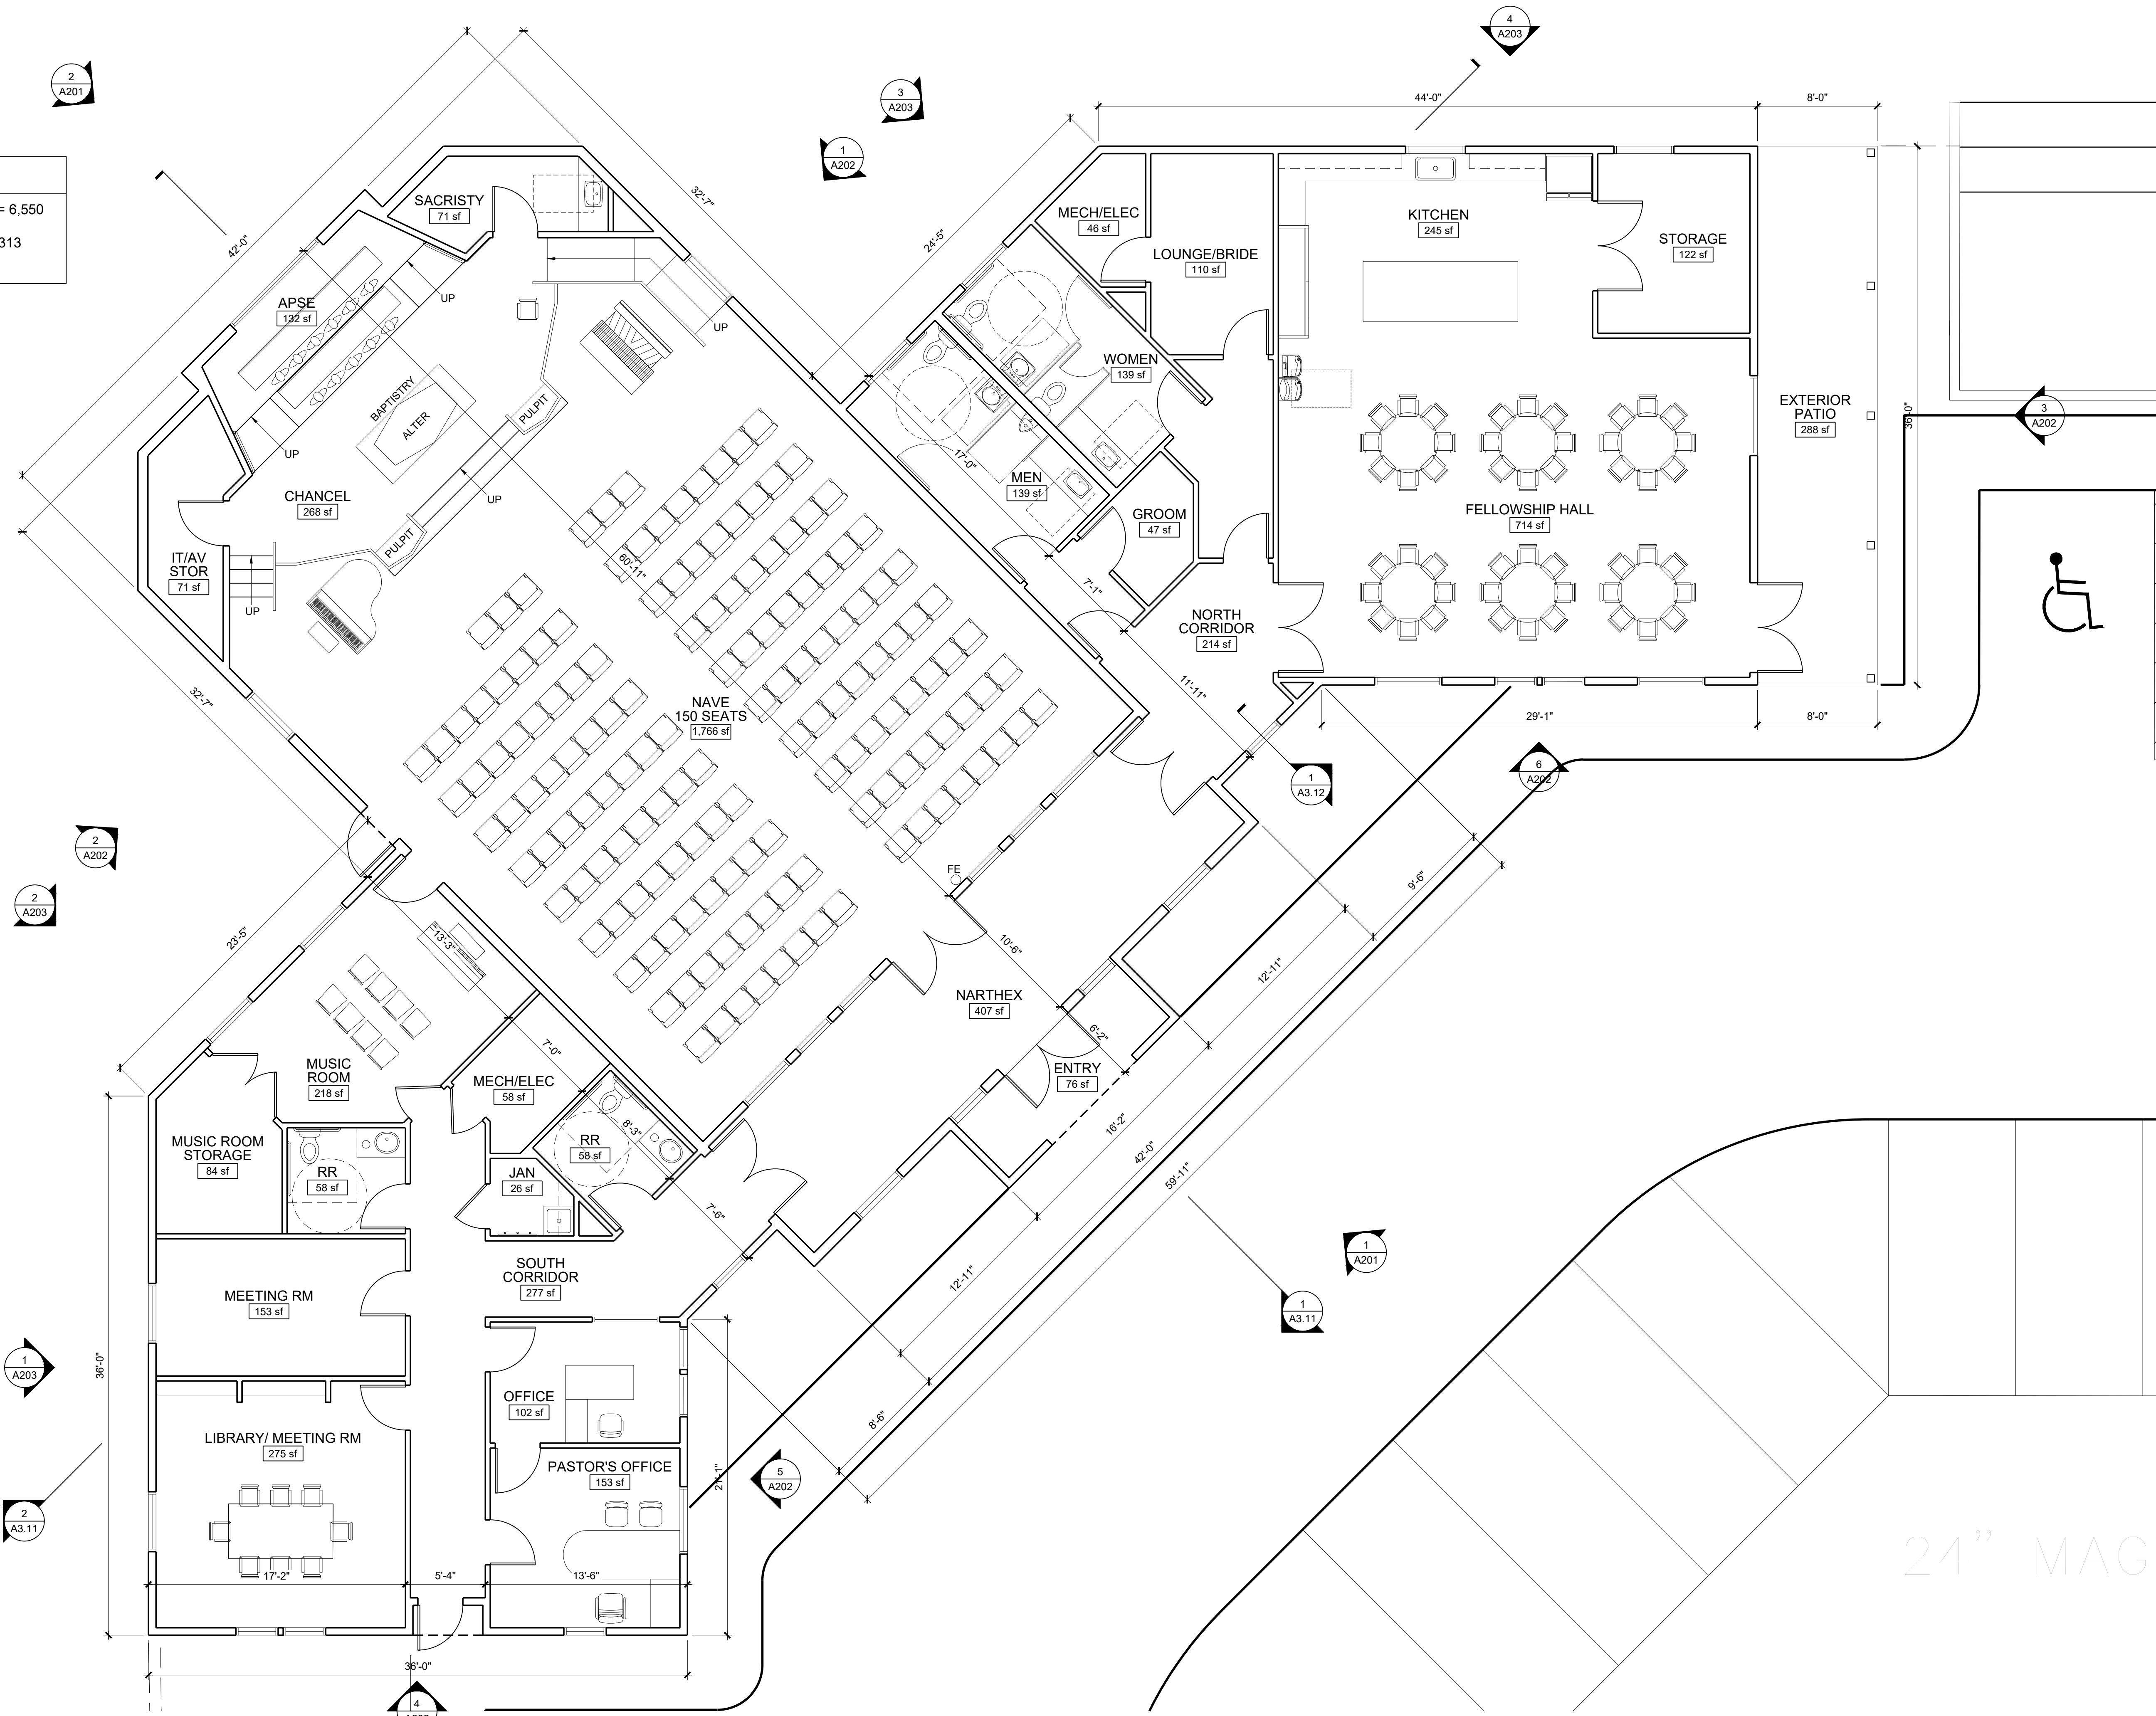 4
A203
2
A201
3
A203
1
A202
44'-0"
8'-0"
= 6,550
313
42'-0"
32'-7"
24'-5"
SACRISTY
71 sf
MECH/ELEC
46 sf
LOUNGE/BRIDE
110 sf
KITCHEN
245 sf
STORAGE
122 sf
APSE
132 sf
UP
UP
BAPTISTRY
ALTER
PULPIT
WOMEN
139 sf
EXTERIOR
PATIO
288 sf
36'-0"
3
A202
UP
17'-0"
MEN
139 sf
CHANCEL
268 sf
UP
PULPIT
GROOM
47 sf
FELLOWSHIP HALL
714 sf
IT/AV
STOR
71 sf
UP
60'-11"
7'-1"
NORTH
CORRIDOR
214 sf
32'-7"
NAVE
150 SEATS
1,766 sf
11'-11"
29'-1"
8'-0"
1
A3.12
6
A202
2
A202
2
A203
FE
9'-6"
23'-5"
13'-3"
10'-6"
12'-11"
NARTHEX
407 sf
6'-2"
7'-0"
MUSIC
ROOM
218 sf
MECH/ELEC
58 sf
ENTRY
76 sf
8'-3"
16'-2"
MUSIC ROOM
STORAGE
84 sf
RR
58 sf
RR
58 sf
JAN
26 sf
42'-0"
59'-11"
7'-6"
1
A201
SOUTH
CORRIDOR
277 sf
12'-11"
MEETING RM
153 sf
1
A3.11
1
A203
36'-0"
OFFICE
102 sf
8'-6"
LIBRARY/ MEETING RM
275 sf
PASTOR'S OFFICE
153 sf
21'-1"
5
A202
2
A3.11
24" MAG
17'-2"
5'-4"
13'-6"
36'-0"
4